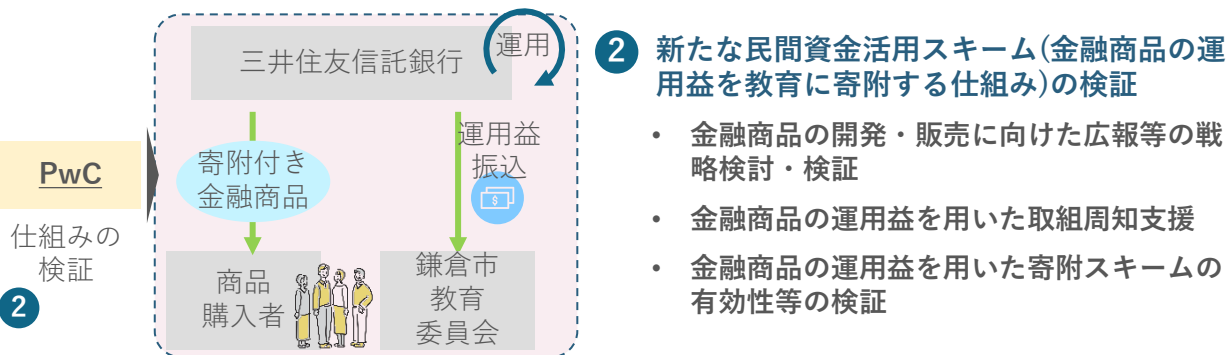 三井住友信託銀行
運用
寄附付き
金融商品
運用益
振込
$
商品
購入者
鎌倉市
教育
委員会
PwC
仕組みの
検証
2
2 新たな民間資金活用スキーム(金融商品の運
用益を教育に寄附する仕組み)の検証
• 金融商品の開発・販売に向けた広報等の戦
略検討・検証
• 金融商品の運用益を用いた取組周知支援
• 金融商品の運用益を用いた寄附スキームの
有効性等の検証